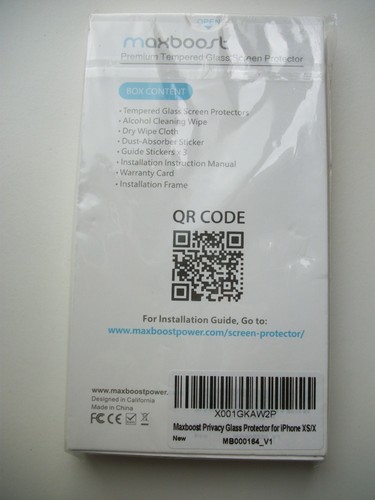 OPEN
maxboost
Premium Tempered Glass Screen Protector
BOX CONTENT
• Tempered Glass Screen Protectors
• Alcohol Cleaning Wipe
• Dry Wipe Cloth
• Dust-Absorber Sticker
• Guide Stickers
• Installation Instruction Manual
• Warranty Card
• Installation Frame
QR CODE
For Installation Guide, Go to:
www.maxboostpower.com/screen-protector/
www.maxboostpower.
Designed in California
Made in China
FC CE
X001GKAW2P
Maxboost Privacy Glass Protector for iPhone XS/X
New
MB000164_V1